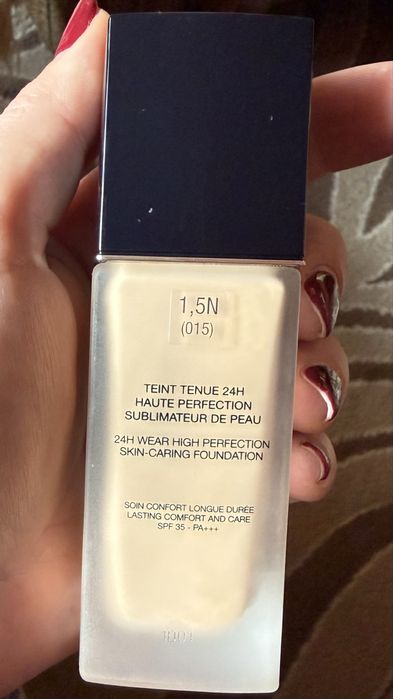 1,5N
(015)
TEINT TENUE 24H
HAUTE PERFECTION
SUBLIMATEUR DE PEAU
24H WEAR HIGH PERFECTION
SKIN-CARING FOUNDATION
SOIN CONFORT LONGUE DURÉE
LASTING COMFORT AND CARE
SPF 35 - PA+++